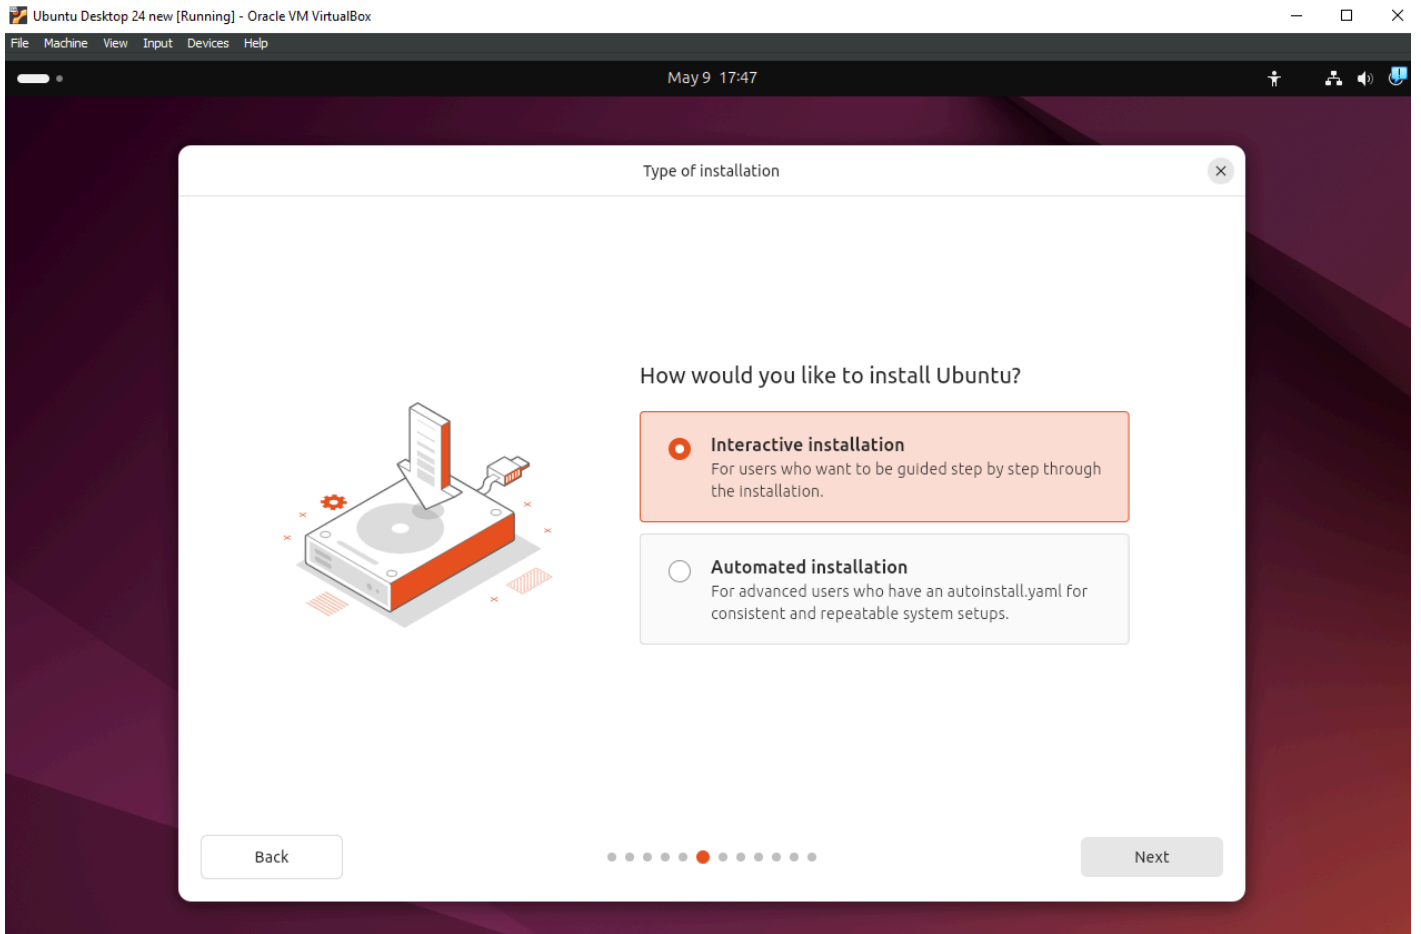 Ubuntu Desktop 24 new [Running] - Oracle VM VirtualBox
File Machine View Input Devices Help
May 9 17:47
Type of installation
How would you like to install Ubuntu?
Interactive installation
For users who want to be guided step by step through
the installation.
Automated installation
For advanced users who have an autoinstall.yaml for
consistent and repeatable system setups.
Back
Next